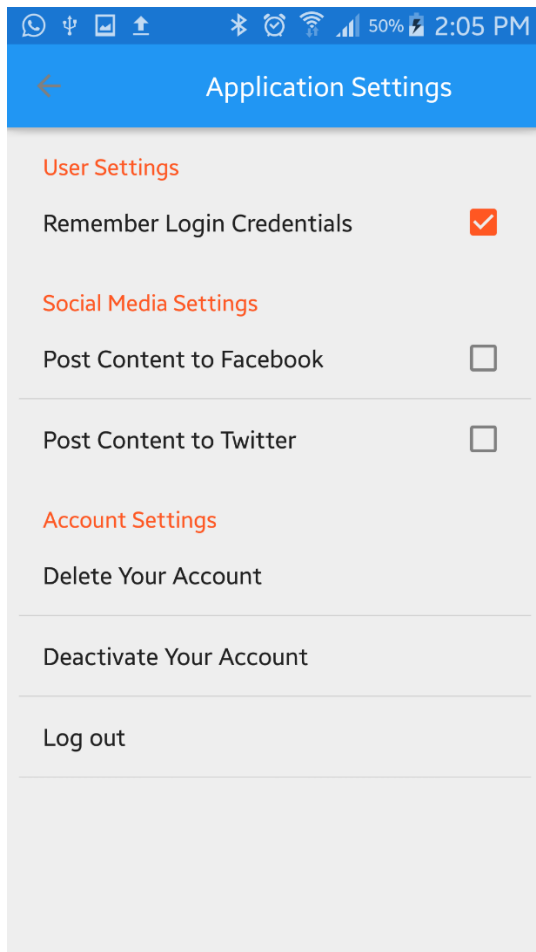 50% 2:05 PM
Application Settings
User Settings
Remember Login Credentials
Social Media Settings
Post Content to Facebook
Post Content to Twitter
Account Settings
Delete Your Account
Deactivate Your Account
Log out